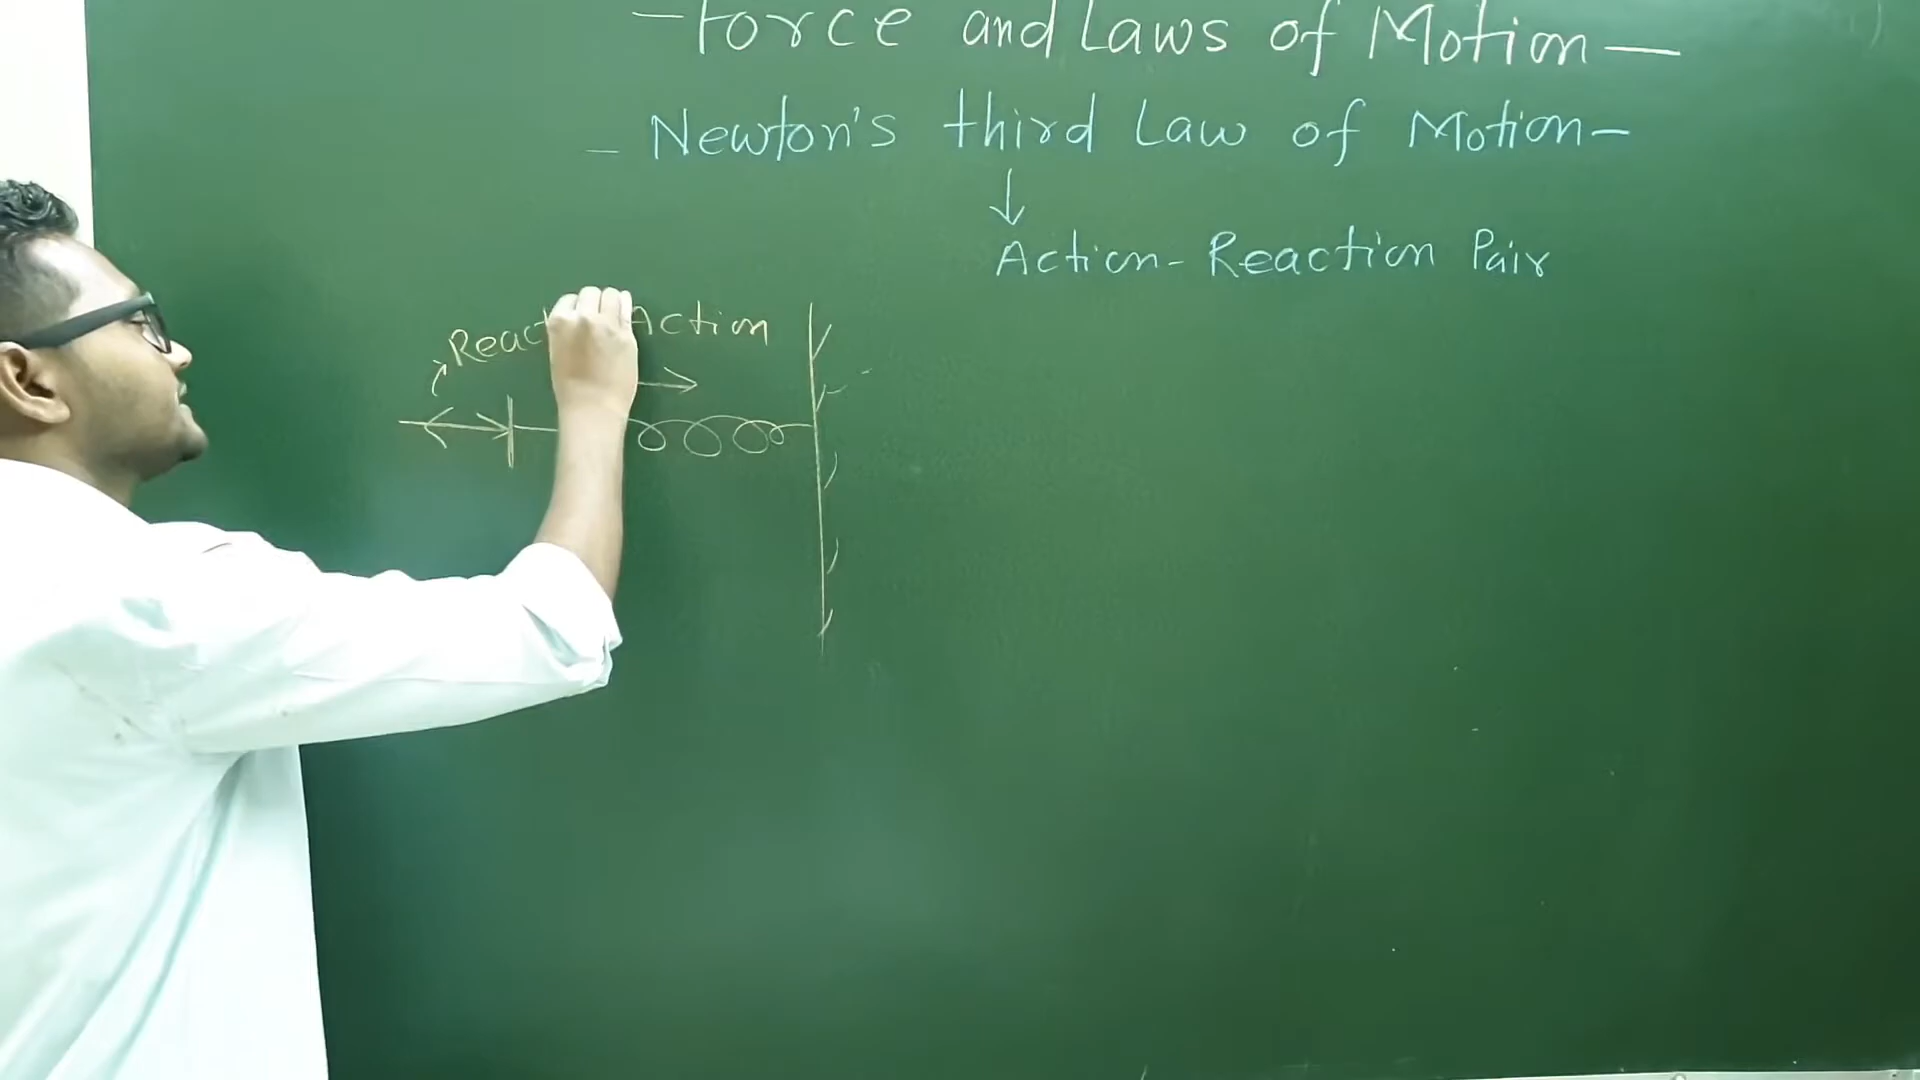 — Force and Laws of Motion —
— Newton's third Law of Motion —
↓
Action - Reaction Pair
Action